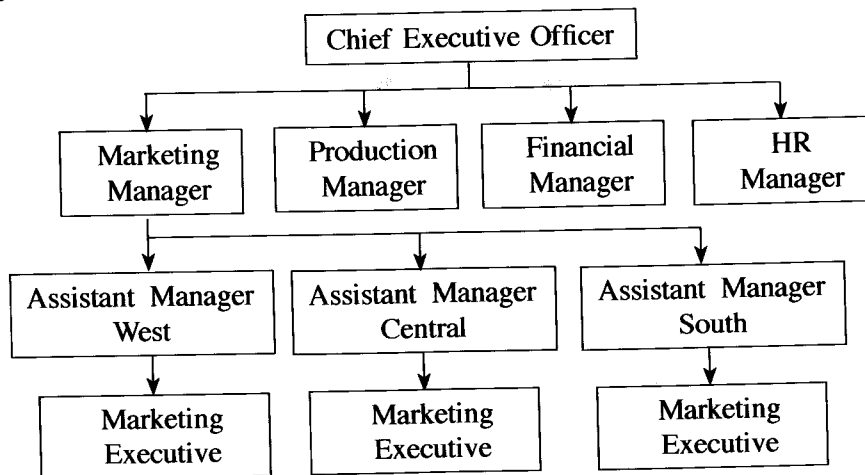 Chief Executive Officer
Marketing
Manager
Production
Manager
Financial
Manager
HR
Manager
Assistant Manager
West
Assistant Manager
Central
Assistant Manager
South
Marketing
Executive
Marketing
Executive
Marketing
Executive